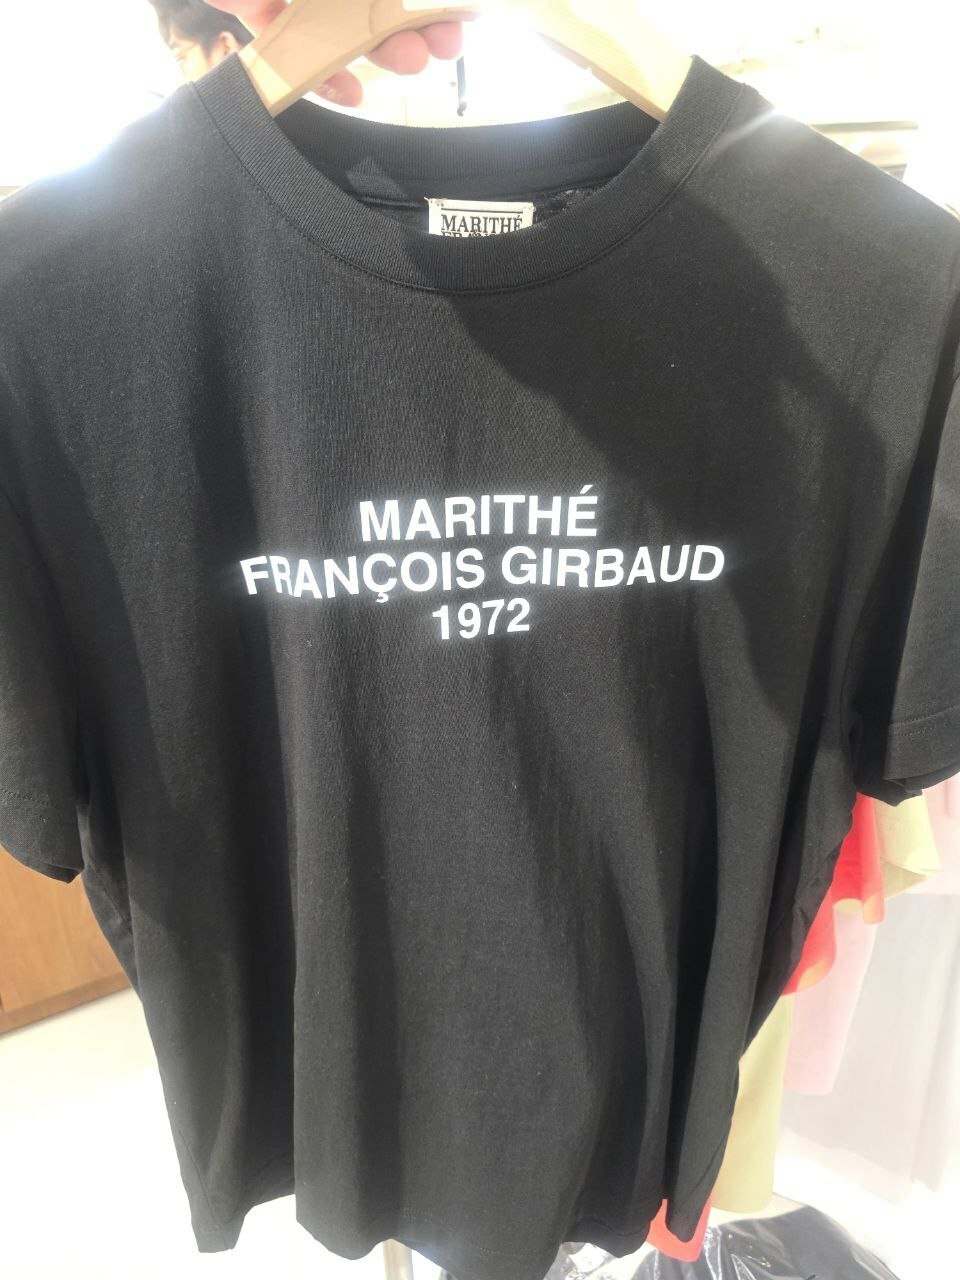 MARITHÉ
MARITHÉ
FRANÇOIS GIRBAUD
1972